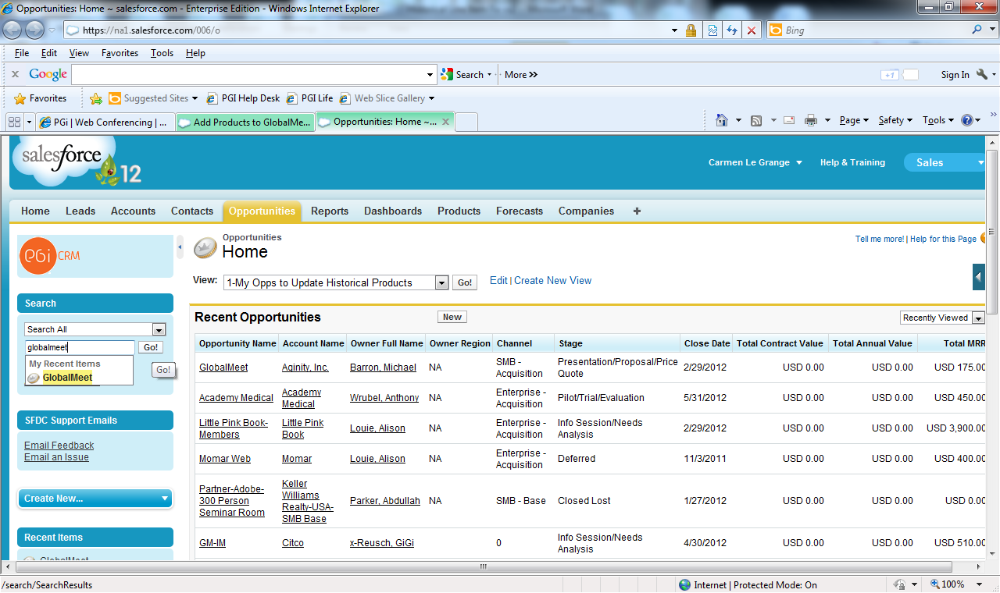 Opportunities: Home ~ salesforce.com - Enterprise Edition - Windows Internet Explorer
https://na1.salesforce.com/006/o
Bing
File Edit View Favorites Tools Help
x Google Search More »
+1 Sign In
Favorites Suggested Sites PGI Help Desk PGI Life Web Slice Gallery
PGi | Web Conferencing | ... Add Products to GlobalMe... Opportunities: Home ~...
Page Safety Tools
salesforce 12
Carmen Le Grange Help & Training Sales
Home Leads Accounts Contacts Opportunities Reports Dashboards Products Forecasts Companies +
PGi CRM
Opportunities
Home
Tell me more! | Help for this Page
View: 1-My Opps to Update Historical Products Go! Edit | Create New View
Search
Search All
globalmeet Go!
My Recent Items
GlobalMeet
Go!
SFDC Support Emails
Email Feedback
Email an Issue
Create New...
Recent Items
GlobalMeet
Recent Opportunities New Recently Viewed
Opportunity Name Account Name Owner Full Name Owner Region Channel Stage Close Date Total Contract Value Total Annual Value Total MRR
GlobalMeet Aginity, Inc. Barron, Michael NA SMB - Acquisition Presentation/Proposal/Price Quote 2/29/2012 USD 0.00 USD 0.00 USD 175.00
Academy Medical Academy Medical Wrubel, Anthony NA Enterprise - Acquisition Pilot/Trial/Evaluation 5/31/2012 USD 0.00 USD 0.00 USD 450.00
Little Pink Book-Members Little Pink Book Louie, Alison NA Enterprise - Acquisition Info Session/Needs Analysis 2/29/2012 USD 0.00 USD 0.00 USD 3,900.00
Momar Web Momar Louie, Alison NA Enterprise - Acquisition Deferred 11/3/2011 USD 0.00 USD 0.00 USD 400.00
Partner-Adobe-300 Person Seminar Room Keller Williams Realty-USA-SMB Base Parker, Abdullah NA SMB - Base Closed Lost 1/27/2012 USD 0.00 USD 0.00 USD 0.00
GM-IM Citco x-Reusch, GiGi 0 Info Session/Needs Analysis 4/30/2012 USD 0.00 USD 0.00 USD 510.00
/search/SearchResults
Internet | Protected Mode: On
100%